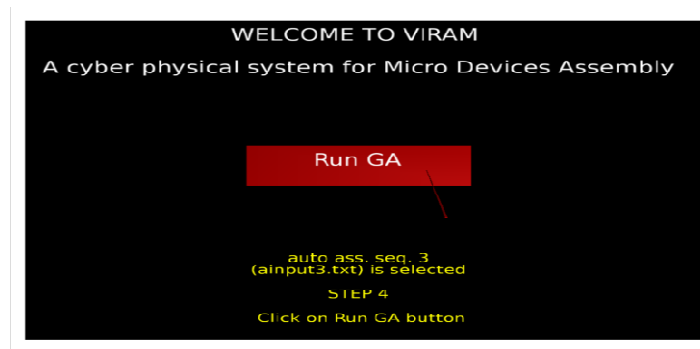 WELCOME TO VIRAM
A cyber physical system for Micro Devices Assembly
Run GA
auto ass. seq. 3
(ainput3.txt) is selected
STEP 4
Click on Run GA button